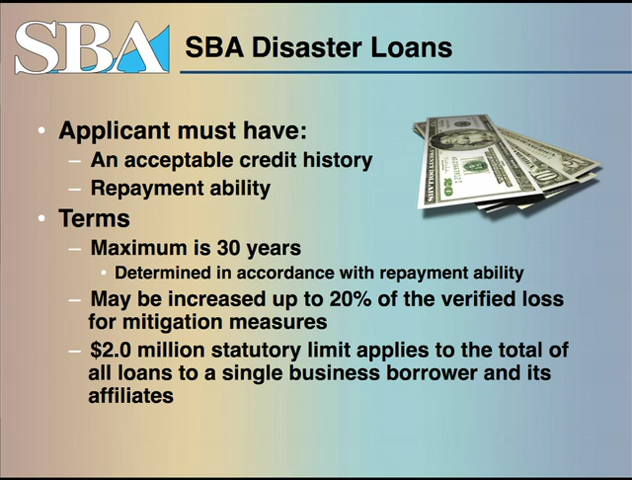 SBA
SBA Disaster Loans
• Applicant must have:
– An acceptable credit history
– Repayment ability
• Terms
– Maximum is 30 years
• Determined in accordance with repayment ability
– May be increased up to 20% of the verified loss
for mitigation measures
– $2.0 million statutory limit applies to the total of
all loans to a single business borrower and its
affiliates